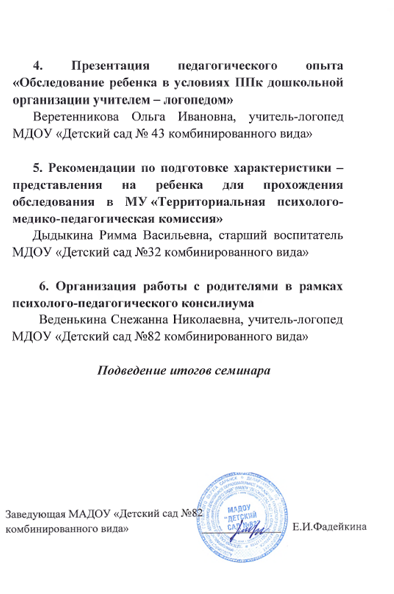 4. Презентация педагогического опыта
«Обследование ребенка в условиях ППк дошкольной
организации учителем – логопедом»
Веретенникова Ольга Ивановна, учитель-логопед
МДОУ «Детский сад № 43 комбинированного вида»
5. Рекомендации по подготовке характеристики –
представления на ребенка для прохождения
обследования в МУ «Территориальная психолого-
медико-педагогическая комиссия»
Дыдыкина Римма Васильевна, старший воспитатель
МДОУ «Детский сад №32 комбинированного вида»
6. Организация работы с родителями в рамках
психолого-педагогического консилиума
Веденькина Снежанна Николаевна, учитель-логопед
МДОУ «Детский сад №82 комбинированного вида»
Подведение итогов семинара
Заведующая МАДОУ «Детский сад №82
комбинированного вида»
Е.И.Фадейкина
МАДОУ
"ДЕТСКИЙ
САД №82